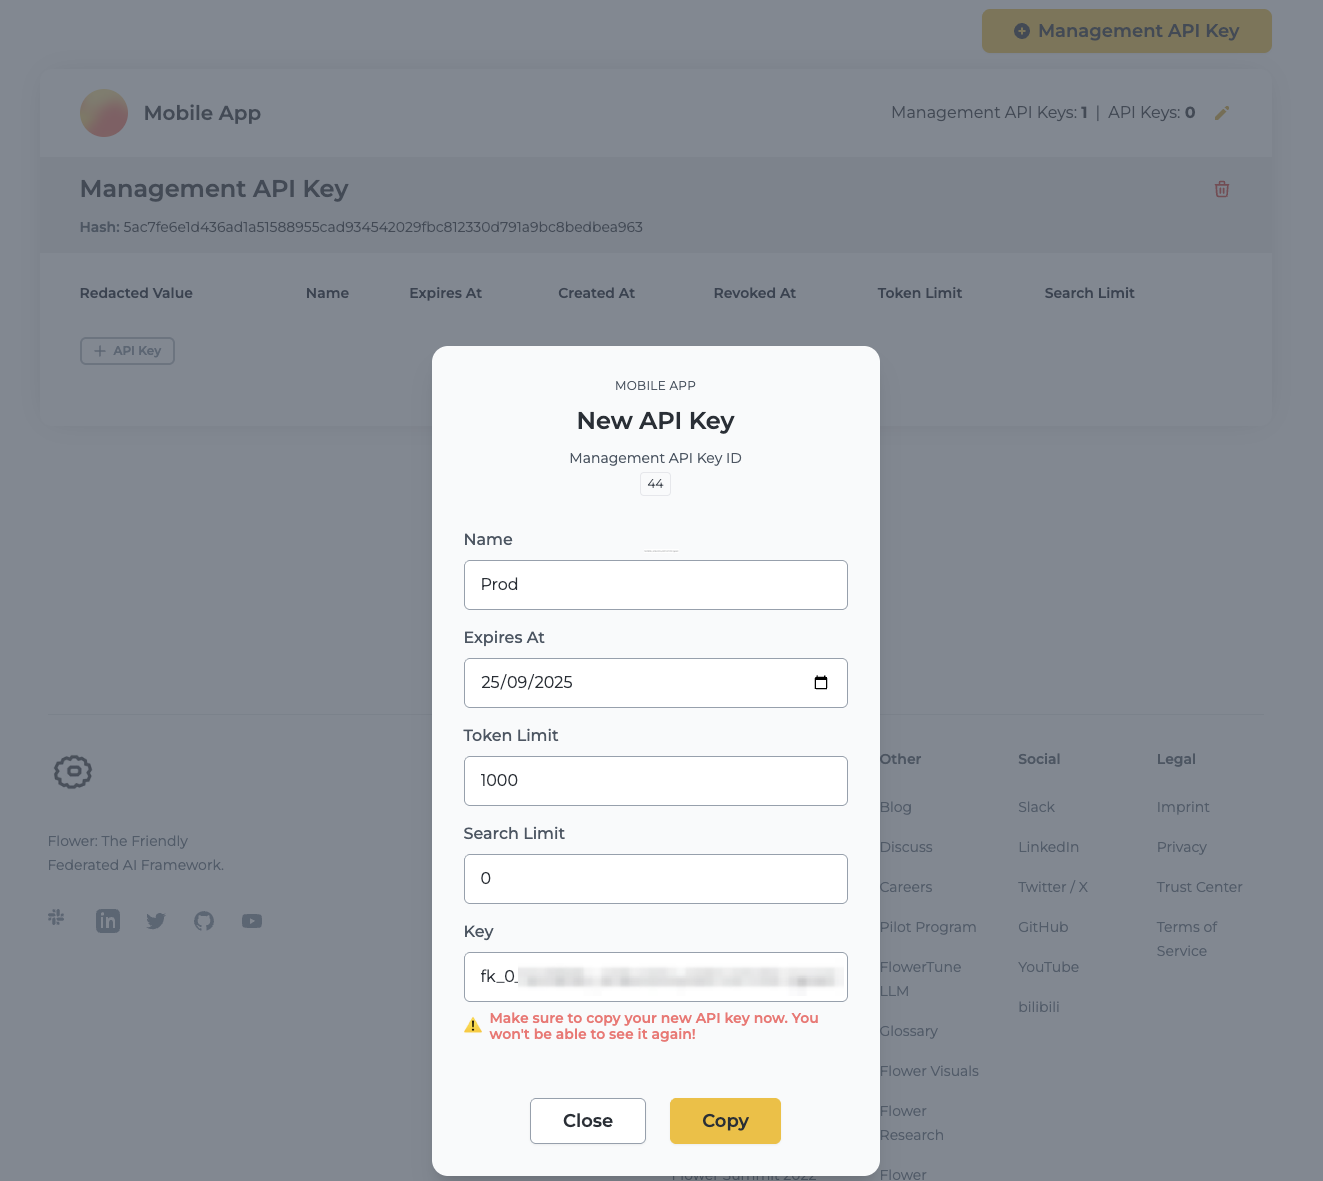 Management API Key
Mobile App
Management API Keys: 1 | API Keys: 0
Management API Key
Hash: 5ac7fe6e1d436ad1a51588955cad934542029fbc812330d791a9bc8bedbea963
Redacted Value Name Expires At Created At Revoked At Token Limit Search Limit
API Key
MOBILE APP
New API Key
Management API Key ID
44
Name
Prod
Expires At
25/09/2025
Token Limit
1000
Search Limit
0
Key
fk_0_
Make sure to copy your new API key now. You
won't be able to see it again!
Close
Copy
Flower: The Friendly
Federated AI Framework.
Other
Blog
Discuss
Careers
Pilot Program
FlowerTune
LLM
Glossary
Flower Visuals
Flower
Research
Flower
Social
Slack
LinkedIn
Twitter / X
GitHub
YouTube
bilibili
Legal
Imprint
Privacy
Trust Center
Terms of
Service
Flower Summit 2022